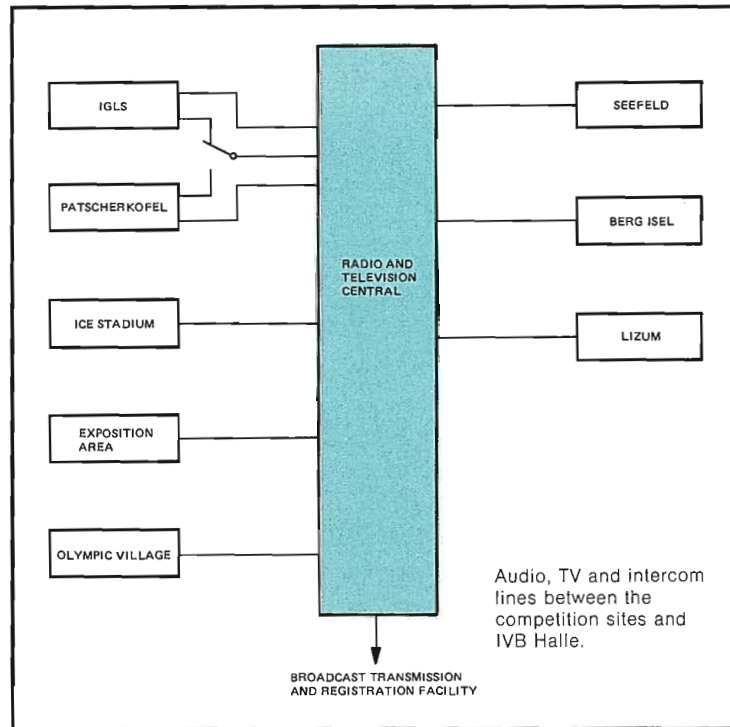 IGLS
PATSCHERKOFEL
ICE STADIUM
EXPOSITION
AREA
OLYMPIC VILLAGE
RADIO AND
TELEVISION
CENTRAL
SEEFELD
BERG ISEL
LIZUM
Audio, TV and intercom
lines between the
competition sites and
IVB Halle.
BROADCAST TRANSMISSION
AND REGISTRATION FACILITY